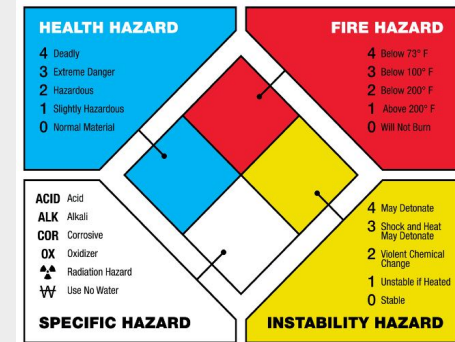 HEALTH HAZARD
4 Deadly
3 Extreme Danger
2 Hazardous
1 Slightly Hazardous
0 Normal Material
FIRE HAZARD
4 Below 73° F
3 Below 100° F
2 Below 200° F
1 Above 200° F
0 Will Not Burn
ACID Acid
ALK Alkali
COR Corrosive
OX Oxidizer
Radiation Hazard
W Use No Water
SPECIFIC HAZARD
4 May Detonate
3 Shock and Heat
May Detonate
2 Violent Chemical
Change
1 Unstable if Heated
0 Stable
INSTABILITY HAZARD